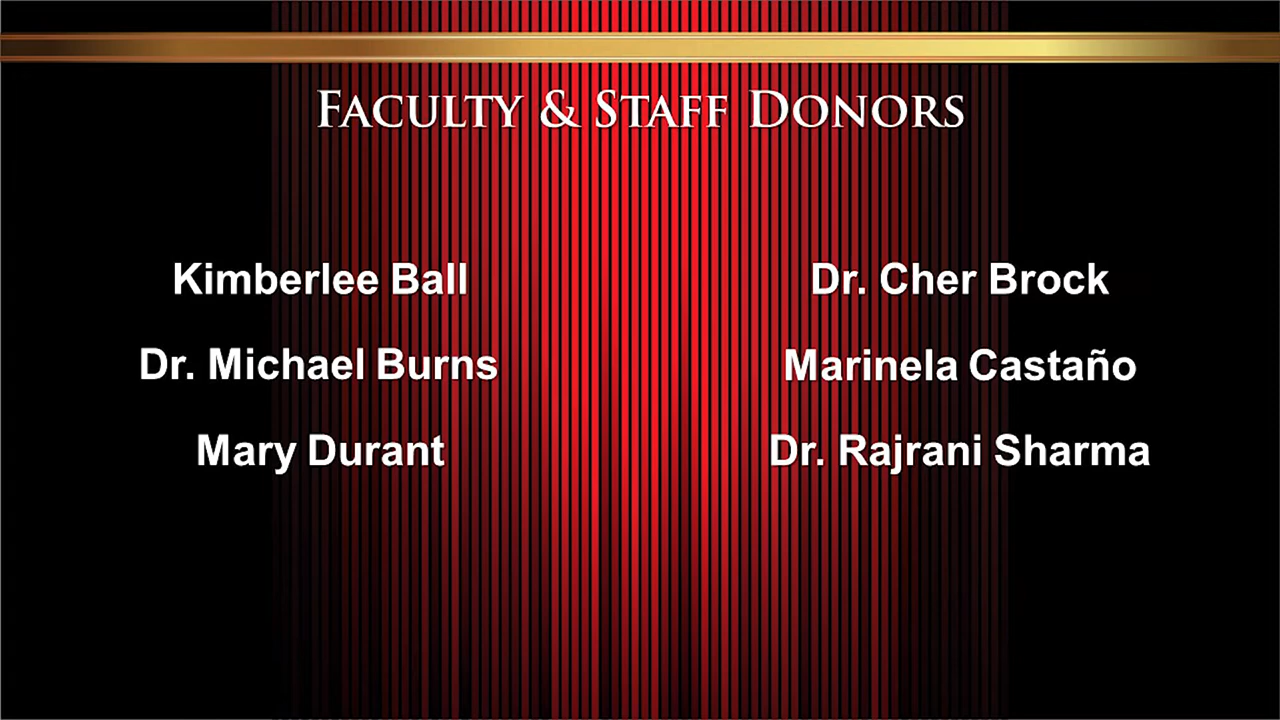 Faculty & Staff Donors
Kimberlee Ball
Dr. Cher Brock
Dr. Michael Burns
Marinela Castaño
Mary Durant
Dr. Rajrani Sharma